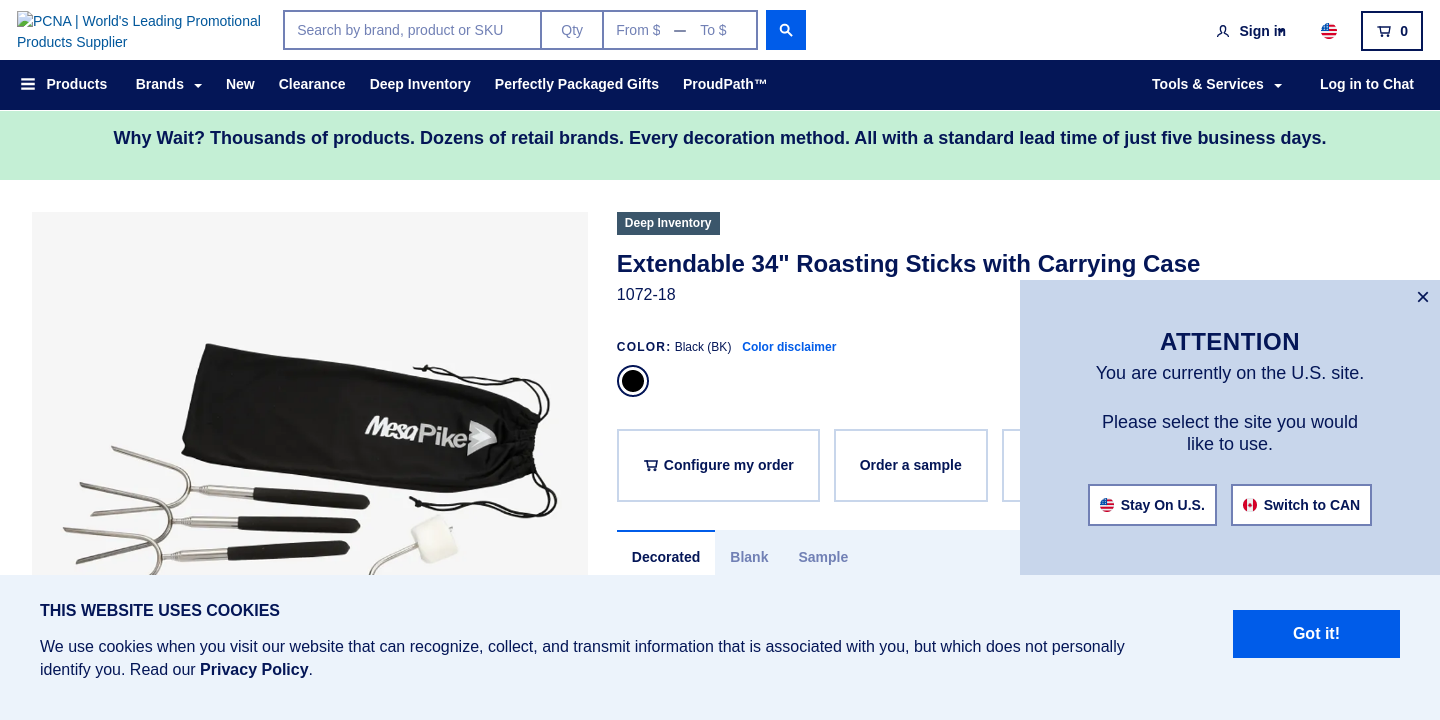 PCNA | World's Leading Promotional
Products Supplier
Search by brand, product or SKU
Qty
From $ — To $
Sign in
0
Products
Brands
New
Clearance
Deep Inventory
Perfectly Packaged Gifts
ProudPath™
Tools & Services
Log in to Chat
Why Wait? Thousands of products. Dozens of retail brands. Every decoration method. All with a standard lead time of just five business days.
MesaPike
Deep Inventory
Extendable 34" Roasting Sticks with Carrying Case
1072-18
COLOR: Black (BK) Color disclaimer
Configure my order
Order a sample
Decorated
Blank
Sample
×
ATTENTION
You are currently on the U.S. site.
Please select the site you would
like to use.
Stay On U.S.
Switch to CAN
THIS WEBSITE USES COOKIES
We use cookies when you visit our website that can recognize, collect, and transmit information that is associated with you, but which does not personally
identify you. Read our Privacy Policy.
Got it!